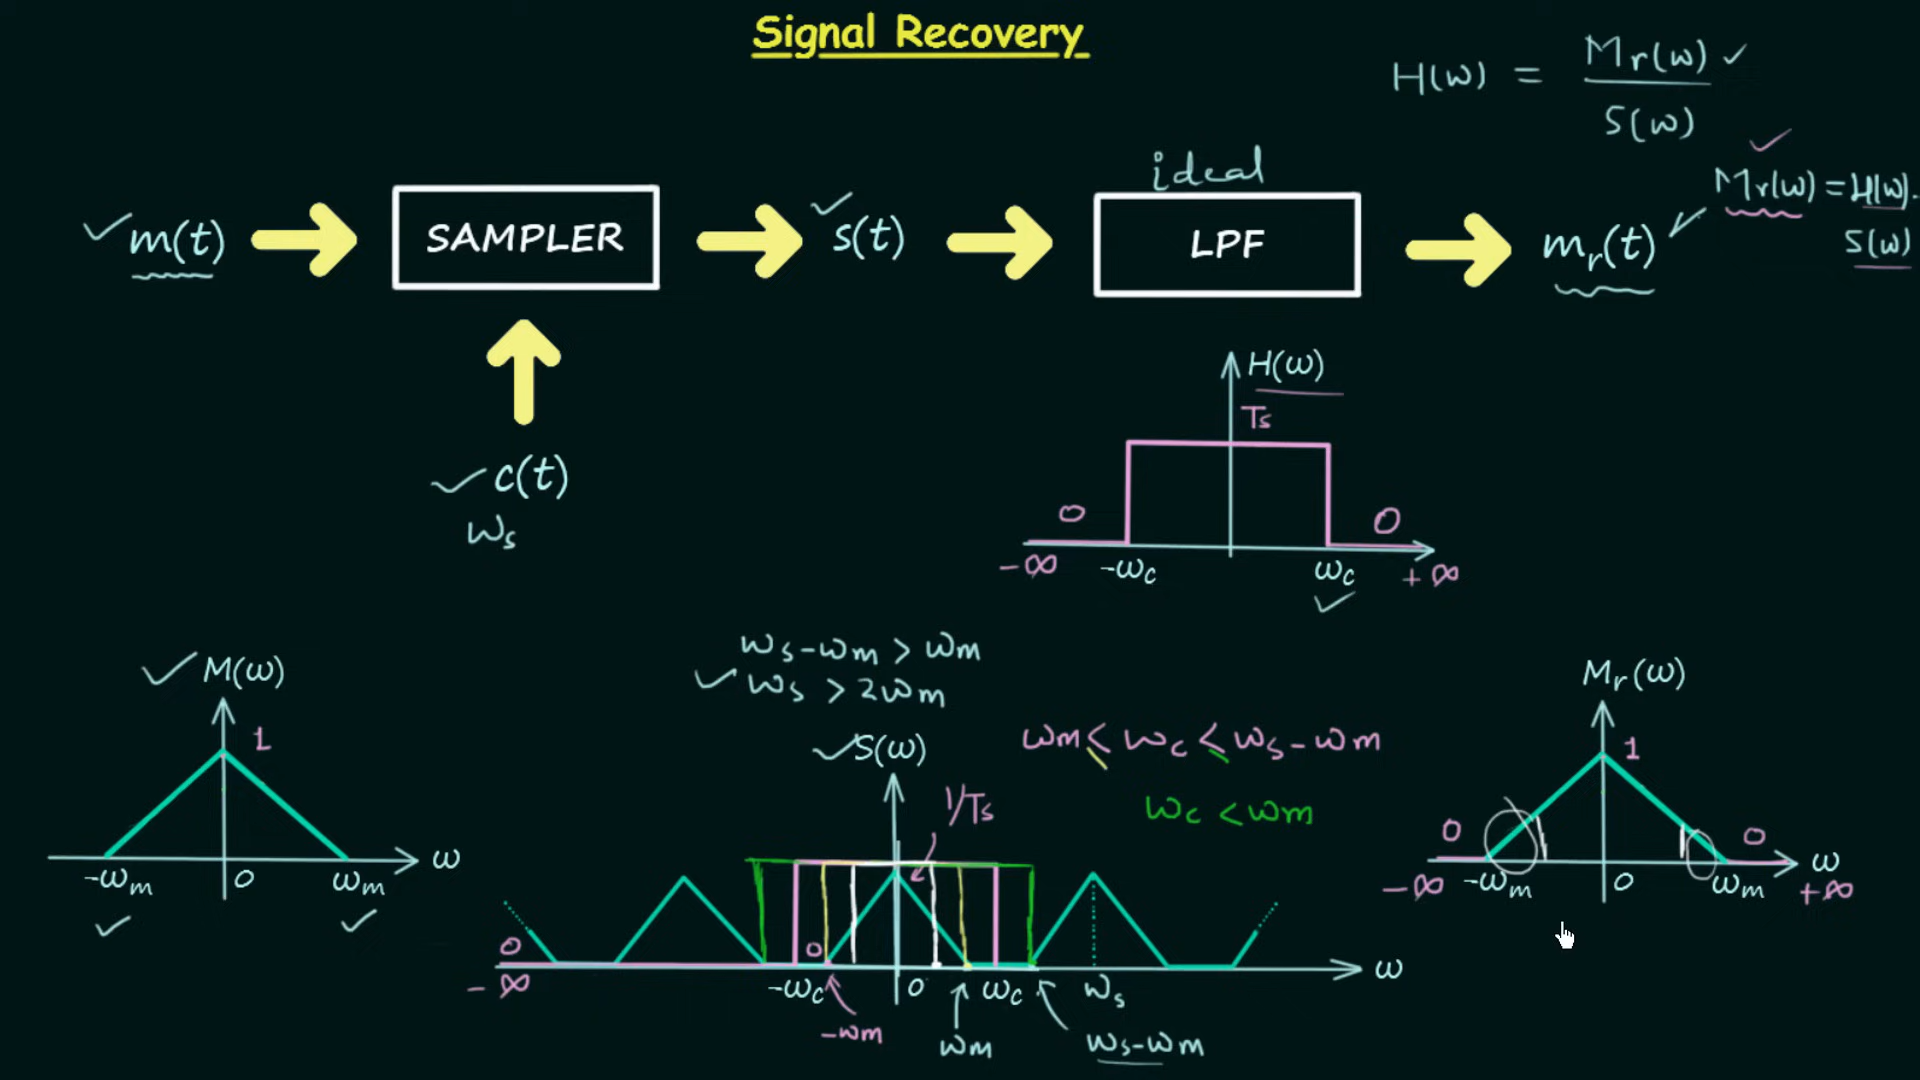 Signal Recovery
H(ω) = Mr(ω) ✓
S(ω)
ideal
✓
✓ m(t)
SAMPLER
✓
s(t)
LPF
mr(t) ✓
Mr(ω) = H(ω).
S(ω)
✓ c(t)
ωs
H(ω)
Ts
0
0
-∞
-ωc
ωc
+∞
✓
ωs-ωm > ωm
✓ ωs > 2ωm
✓ M(ω)
1
-ωm
0
ωm
ω
✓
✓
✓ S(ω)
ωm ≤ ωc ≤ ωs-ωm
1/Ts
ωc < ωm
0
0
-∞
-ωc
0
ωc
ωs
ω
-ωm
ωm
ωs-ωm
Mr(ω)
1
0
0
-∞
-ωm
0
ωm
ω
+∞